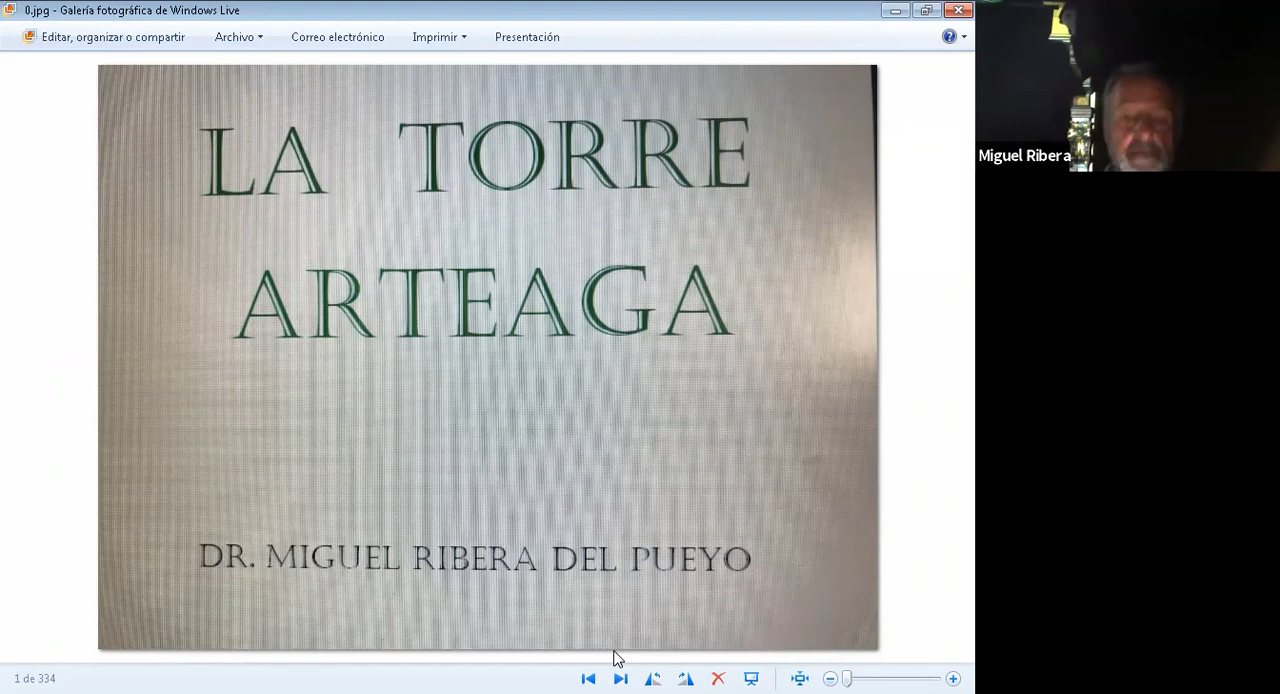 0.jpg - Galería fotográfica de Windows Live
Editar, organizar o compartir Archivo Correo electrónico Imprimir Presentación
LA TORRE
ARTEAGA
DR. MIGUEL RIBERA DEL PUEYO
1 de 334
Miguel Ribera